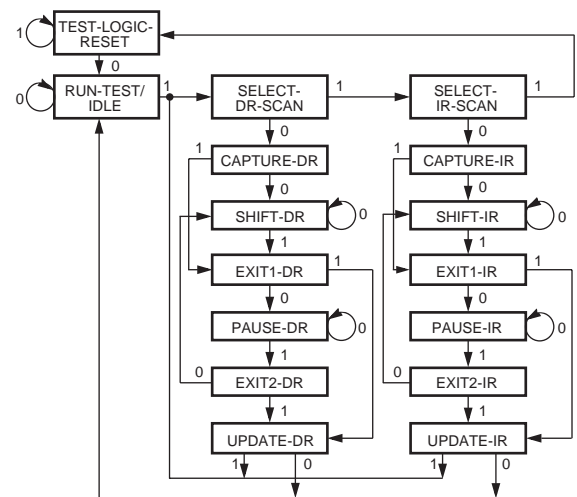 1
TEST-LOGIC-
RESET
0
0
RUN-TEST/
IDLE
1
SELECT-
DR-SCAN
1
SELECT-
IR-SCAN
1
0
0
1
CAPTURE-DR
1
CAPTURE-IR
0
0
SHIFT-DR
0
SHIFT-IR
0
1
1
EXIT1-DR
1
EXIT1-IR
1
0
0
PAUSE-DR
0
PAUSE-IR
0
1
1
0
EXIT2-DR
0
EXIT2-IR
1
1
UPDATE-DR
UPDATE-IR
1
0
1
0